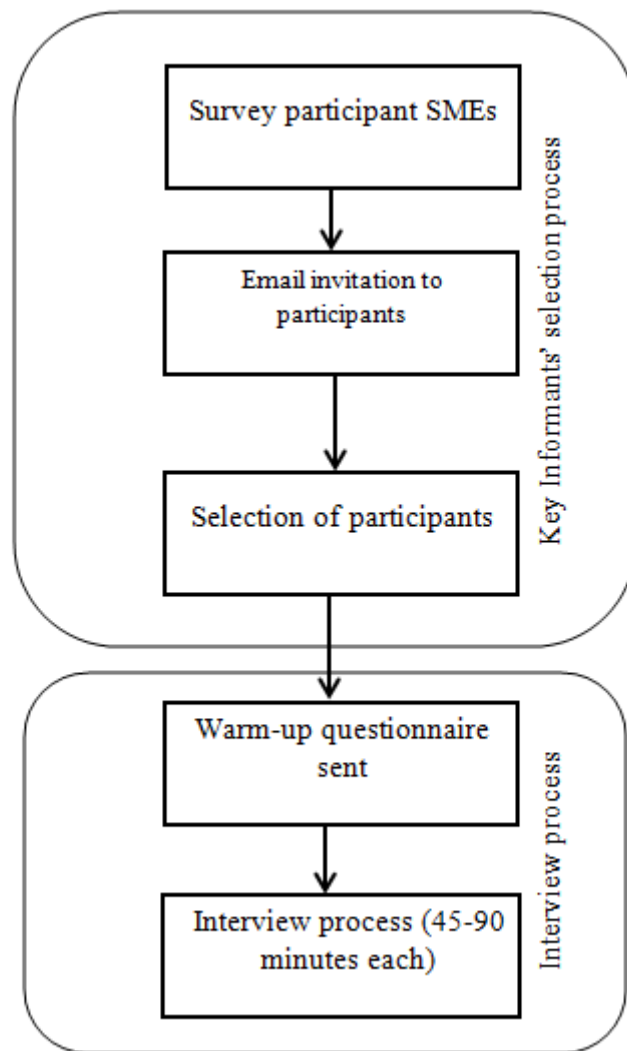 Survey participant SMEs
Email invitation to
participants
Selection of participants
Key Informants’ selection process
Warm-up questionnaire
sent
Interview process (45-90
minutes each)
Interview process